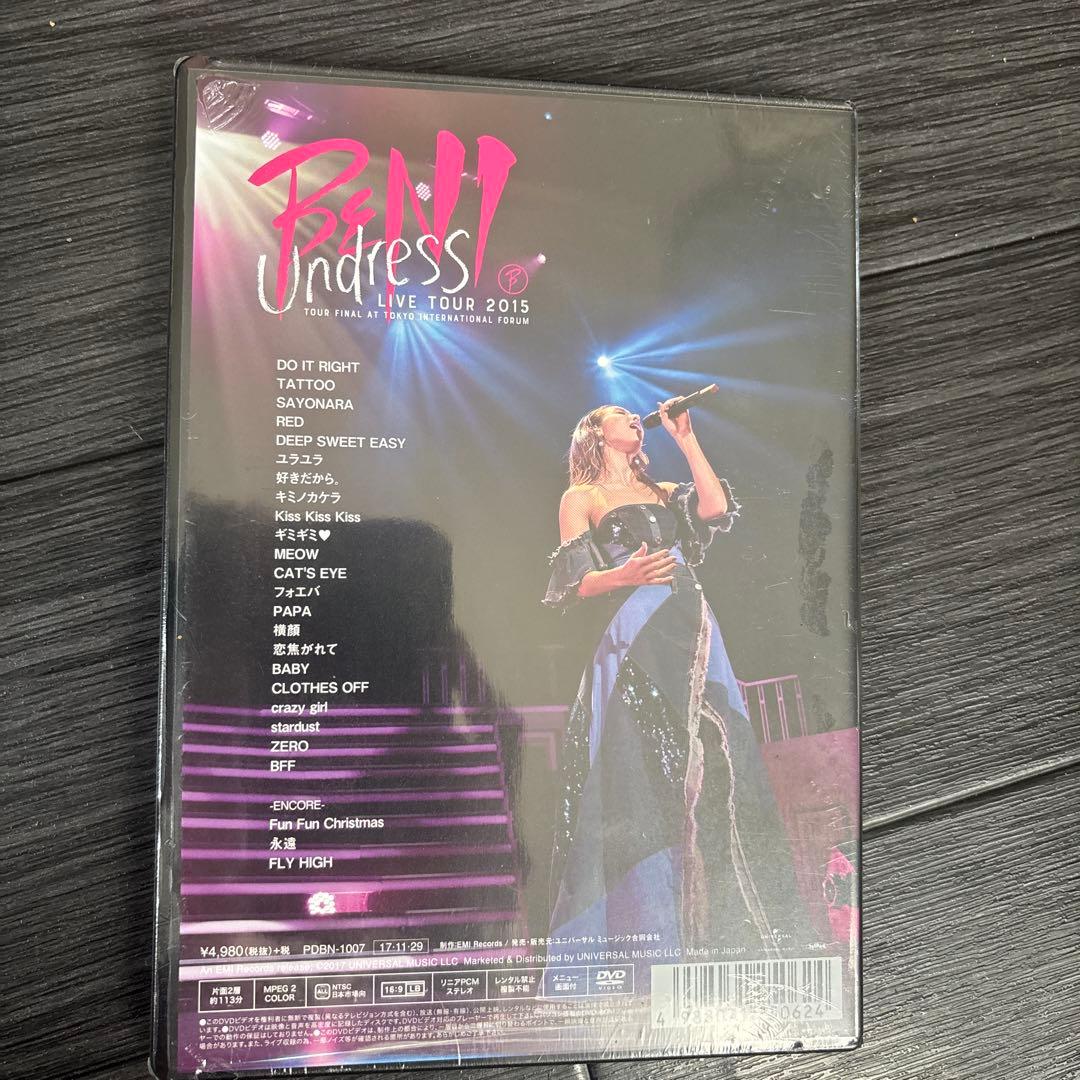 BENI
Undress
LIVE TOUR 2015
TOUR FINAL AT TOKYO INTERNATIONAL FORUM
DO IT RIGHT
TATTOO
SAYONARA
RED
DEEP SWEET EASY
ユラユラ
好きだから。
キミノカケラ
Kiss Kiss Kiss
ギミギミ♥
MEOW
CAT'S EYE
フォエバ
PAPA
横顔
恋焦がれて
BABY
CLOTHES OFF
crazy girl
stardust
ZERO
BFF
-ENCORE-
Fun Fun Christmas
永遠
FLY HIGH
¥4,980(税抜)+税 PDBN-1007 17・11・29 制作:EMI Records / 発売・販売元:ユニバーサル ミュージック合同会社
An EMI Records release; ©2017 UNIVERSAL MUSIC LLC Marketed & Distributed by UNIVERSAL MUSIC LLC Made in Japan
片面2層 約113分 MPEG 2 COLOR ALL NTSC 日本市場向 16:9 LB リニアPCM ステレオ レンタル禁止 複製不能 メニュー画面付 DVD VIDEO